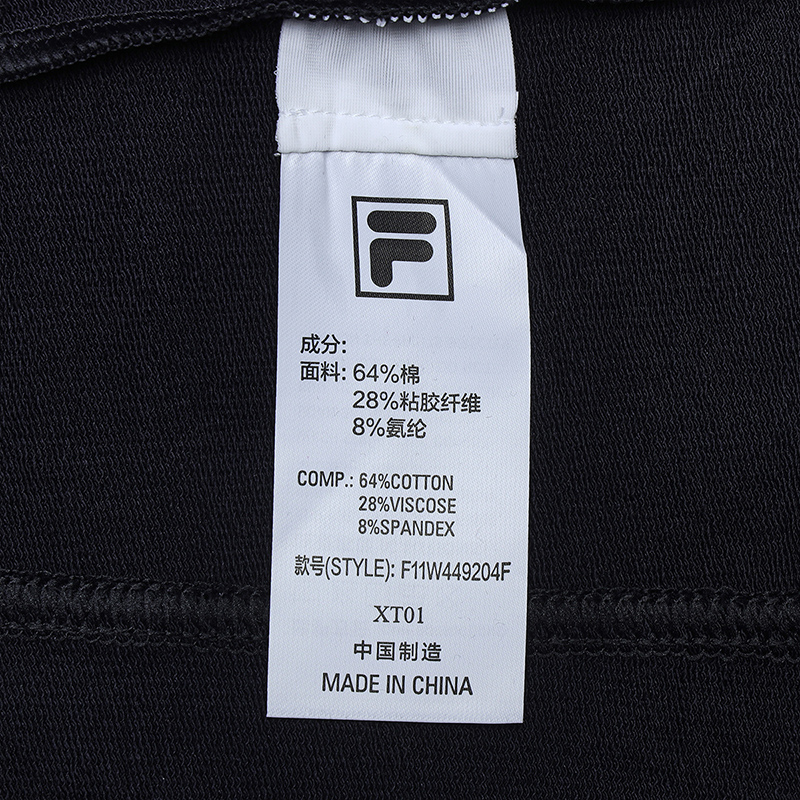 F
成分:
面料: 64%棉
28%粘胶纤维
8%氨纶
COMP.: 64%COTTON
28%VISCOSE
8%SPANDEX
款号(STYLE): F11W449204F
XT01
中国制造
MADE IN CHINA